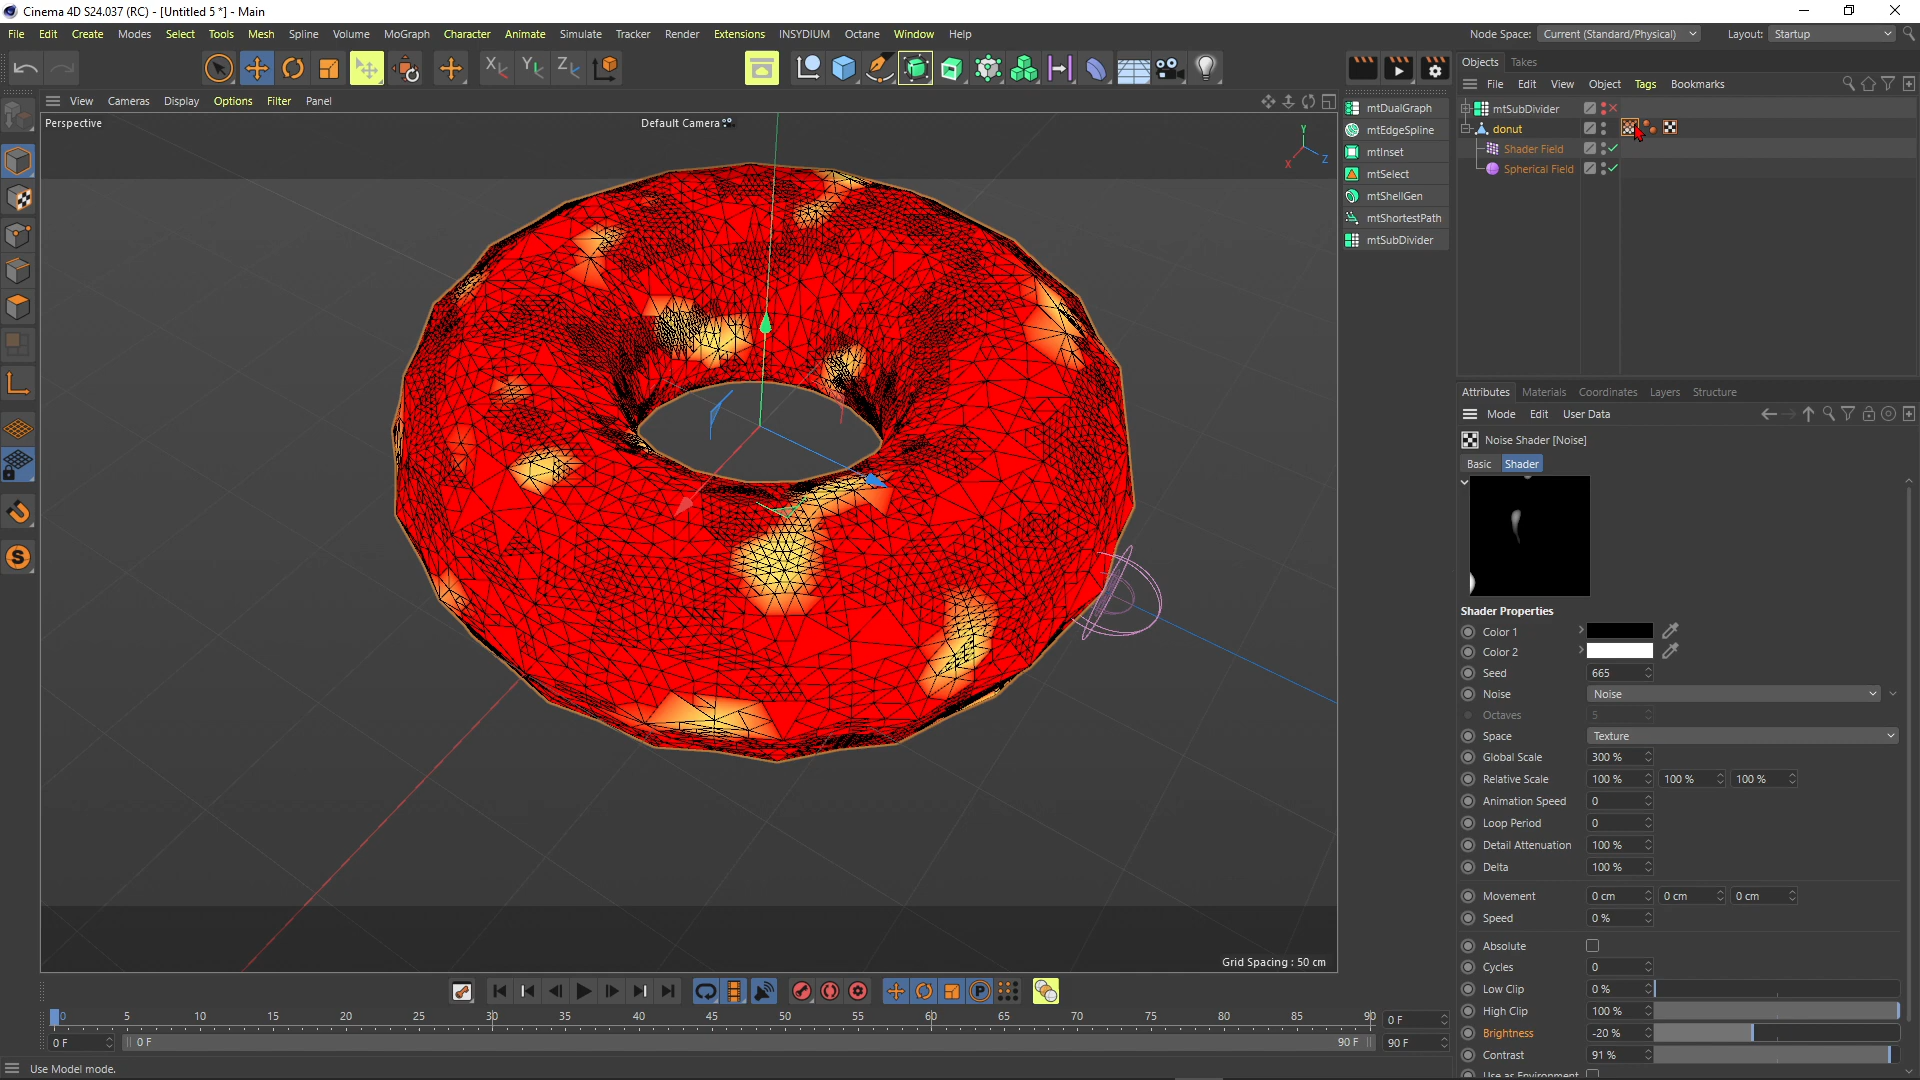 Cinema 4D S24.037 (RC) - [Untitled 5 *] - Main
File Edit Create Modes Select Tools Mesh Spline Volume MoGraph Character Animate Simulate Tracker Render Extensions INSYDIUM Octane Window Help
Node Space: Current (Standard/Physical) Layout: Startup
View Cameras Display Options Filter Panel
Perspective
Default Camera
Y
X
Z
Grid Spacing : 50 cm
mtDualGraph
mtEdgeSpline
mtInset
mtSelect
mtShellGen
mtShortestPath
mtSubDivider
Objects Takes
File Edit View Object Tags Bookmarks
mtSubDivider
donut
Shader Field
Spherical Field
Attributes Materials Coordinates Layers Structure
Mode Edit User Data
Noise Shader [Noise]
Basic Shader
Shader Properties
Color 1
Color 2
Seed 665
Noise Noise
Octaves 5
Space Texture
Global Scale 300 %
Relative Scale 100 % 100 % 100 %
Animation Speed 0
Loop Period 0
Detail Attenuation 100 %
Delta 100 %
Movement 0 cm 0 cm 0 cm
Speed 0 %
Absolute
Cycles 0
Low Clip 0 %
High Clip 100 %
Brightness -20 %
Contrast 91 %
Use as Environment
0 5 10 15 20 25 30 35 40 45 50 55 60 65 70 75 80 85 90 0 F
0 F 0 F 90 F 90 F
Use Model mode.